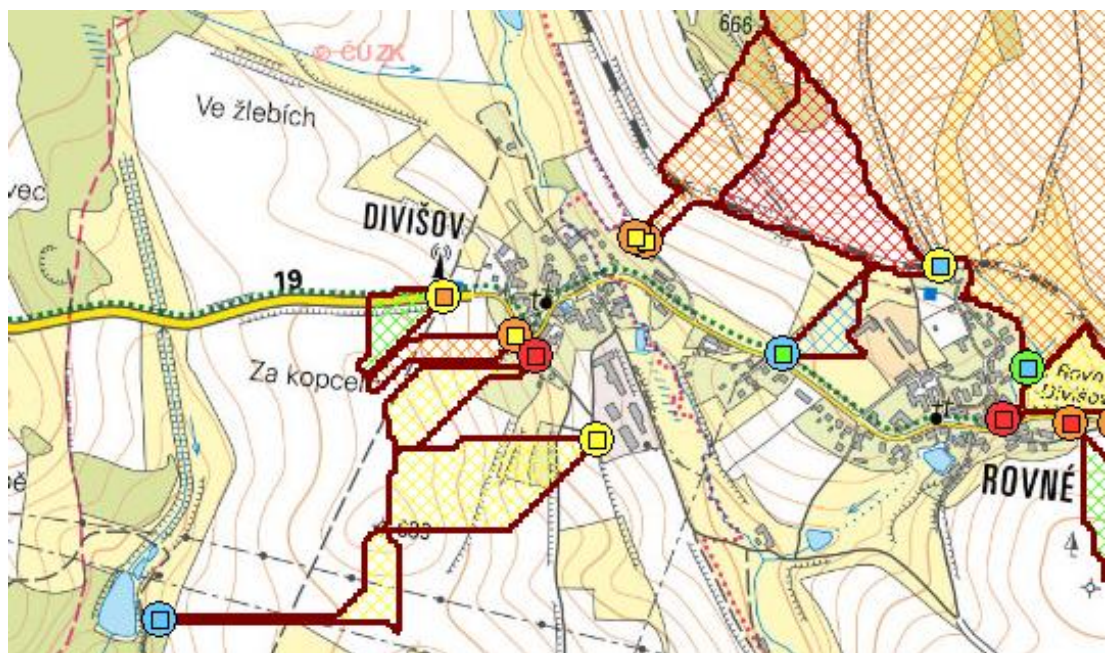 666
© ČÚZK
Ve žlebích
vec
DIVIŠOV
19
Za kopcem
ROVNÉ